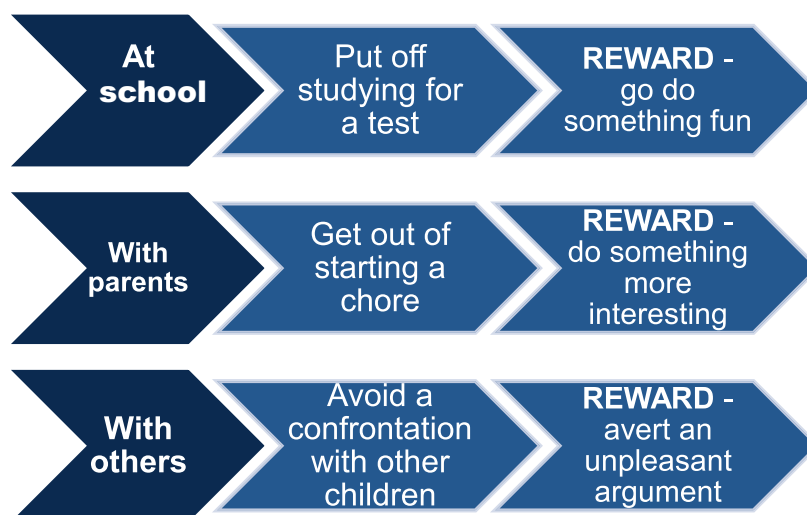 At
school
Put off
studying for
a test
REWARD -
go do
something fun
With
parents
Get out of
starting a
chore
REWARD -
do something
more
interesting
With
others
Avoid a
confrontation
with other
children
REWARD -
avert an
unpleasant
argument